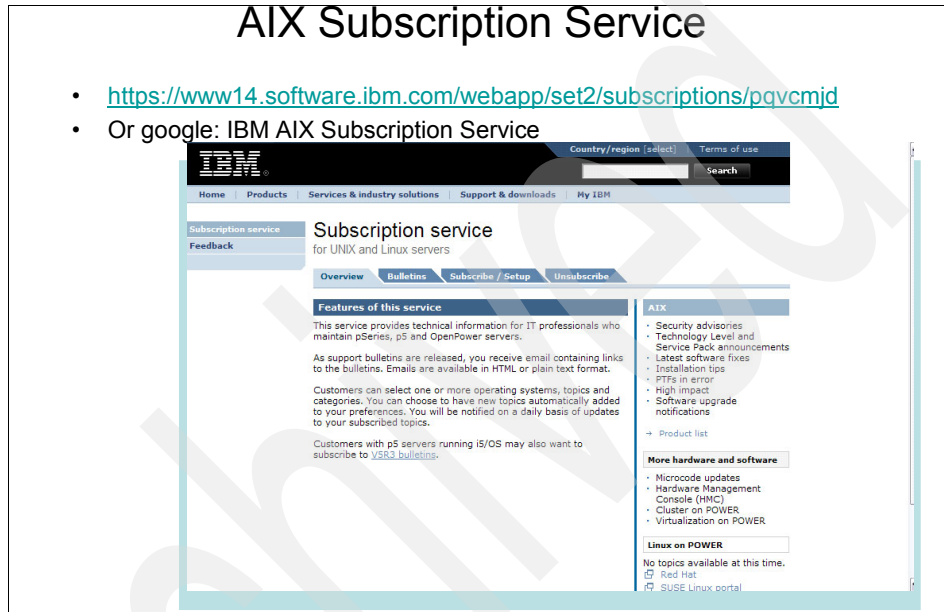 AIX Subscription Service
• https://www14.software.ibm.com/webapp/set2/subscriptions/pqvcmjd
• Or google: IBM AIX Subscription Service
Country/region [select] | Terms of use
IBM®
Search
Home | Products | Services & industry solutions | Support & downloads | My IBM
Subscription service
Feedback
Subscription service
for UNIX and Linux servers
Overview Bulletins Subscribe / Setup Unsubscribe
Features of this service
This service provides technical information for IT professionals who
maintain pSeries, p5 and OpenPower servers.
As support bulletins are released, you receive email containing links
to the bulletins. Emails are available in HTML or plain text format.
Customers can select one or more operating systems, topics and
categories. You can choose to have new topics automatically added
to your preferences. You will be notified on a daily basis of updates
to your subscribed topics.
Customers with p5 servers running i5/OS may also want to
subscribe to V5R3 bulletins.
AIX
· Security advisories
· Technology Level and
Service Pack announcements
· Latest software fixes
· Installation tips
· PTFs in error
· High impact
· Software upgrade
notifications
→ Product list
More hardware and software
· Microcode updates
· Hardware Management
Console (HMC)
· Cluster on POWER
· Virtualization on POWER
Linux on POWER
No topics available at this time.
Red Hat
SUSE Linux portal